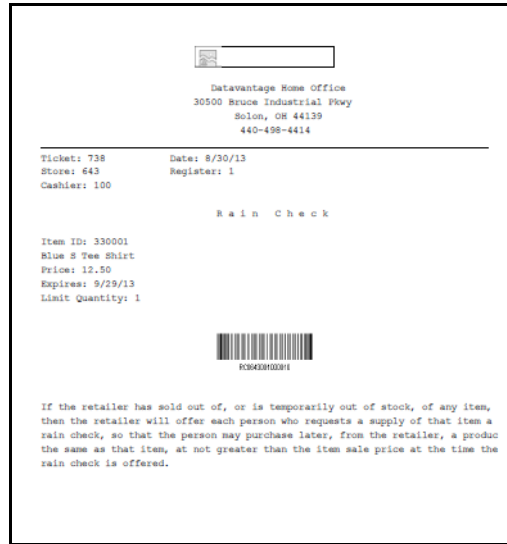 Datavantage Home Office
30500 Bruce Industrial Pkwy
Solon, OH 44139
440-498-4414
Ticket: 738 Date: 8/30/13
Store: 643 Register: 1
Cashier: 100
Rain Check
Item ID: 330001
Blue S Tee Shirt
Price: 12.50
Expires: 9/29/13
Limit Quantity: 1
If the retailer has sold out of, or is temporarily out of stock, of any item,
then the retailer will offer each person who requests a supply of that item a
rain check, so that the person may purchase later, from the retailer, a produc
the same as that item, at not greater than the item sale price at the time the
rain check is offered.